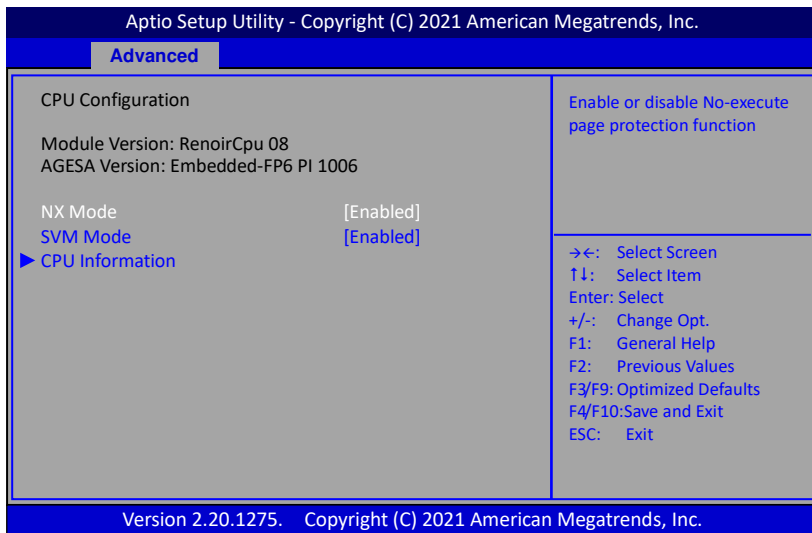 Aptio Setup Utility - Copyright (C) 2021 American Megatrends, Inc.
Advanced
CPU Configuration
Module Version: RenoirCpu 08
AGESA Version: Embedded-FP6 PI 1006
NX Mode [Enabled]
SVM Mode [Enabled]
► CPU Information
Enable or disable No-execute
page protection function
→←: Select Screen
↑↓: Select Item
Enter: Select
+/-: Change Opt.
F1: General Help
F2: Previous Values
F3/F9: Optimized Defaults
F4/F10:Save and Exit
ESC: Exit
Version 2.20.1275. Copyright (C) 2021 American Megatrends, Inc.